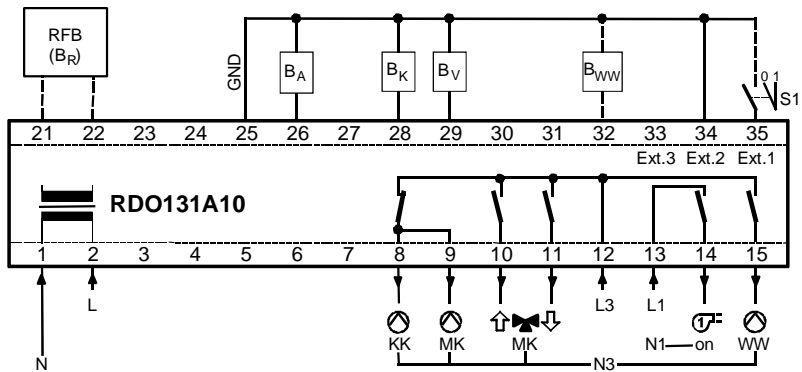 RFB
(BR)
GND
BA
BK
BV
BWW
0 1
S1
21 22 23 24 25 26 27 28 29 30 31 32 33 34 35
Ext.3 Ext.2 Ext.1
RDO131A10
1 2 3 4 5 6 7 8 9 10 11 12 13 14 15
L
L3
L1
1
KK
MK
MK
N1
on
WW
N
N3